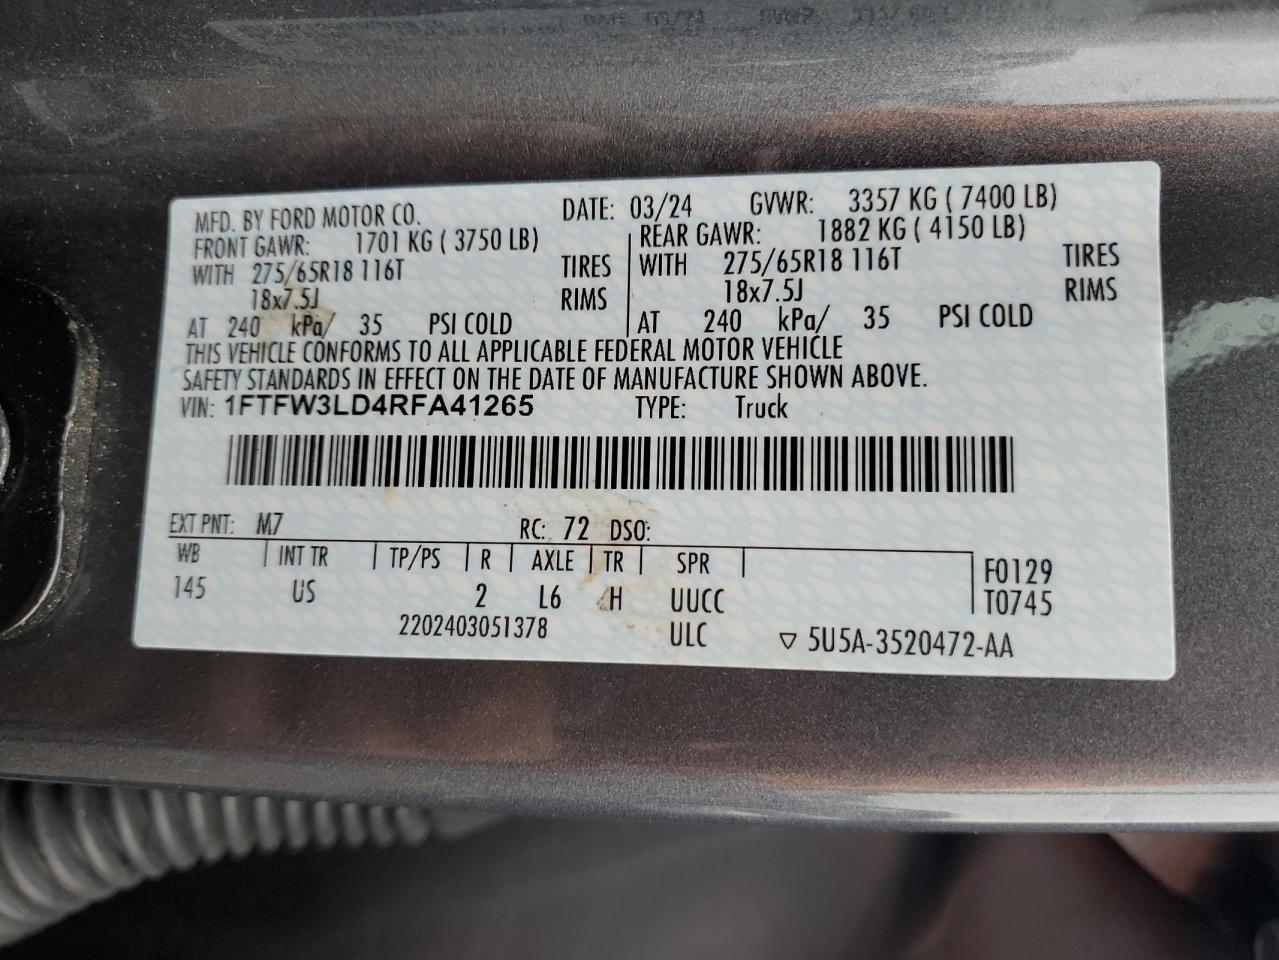 MFD. BY FORD MOTOR CO. DATE: 03/24 GVWR: 3357 KG ( 7400 LB)
FRONT GAWR: 1701 KG ( 3750 LB) REAR GAWR: 1882 KG ( 4150 LB)
WITH 275/65R18 116T TIRES WITH 275/65R18 116T TIRES
18x7.5J RIMS 18x7.5J RIMS
AT 240 kPa/ 35 PSI COLD AT 240 kPa/ 35 PSI COLD
THIS VEHICLE CONFORMS TO ALL APPLICABLE FEDERAL MOTOR VEHICLE
SAFETY STANDARDS IN EFFECT ON THE DATE OF MANUFACTURE SHOWN ABOVE.
VIN: 1FTFW3LD4RFA41265 TYPE: Truck
EXT PNT: M7 RC: 72 DSO:
WB INT TR TP/PS R AXLE TR SPR F0129
145 US 2 L6 H UUCC T0745
2202403051378 ULC ▽ 5U5A-3520472-AA